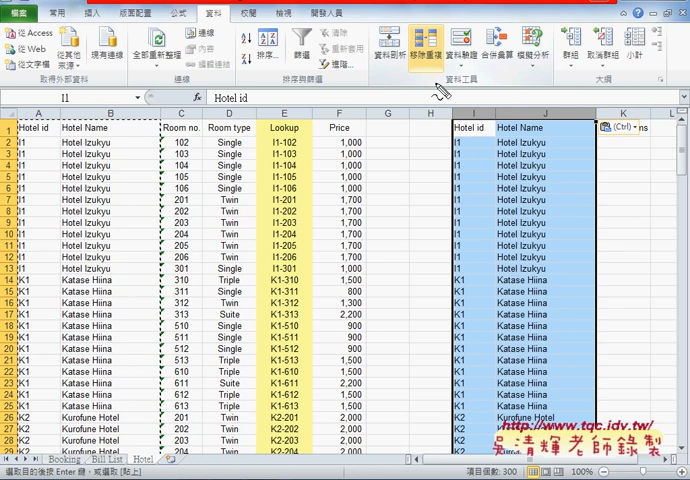 檔案 常用 插入 版面配置 公式 資料 校閱 檢視 開發人員
從 Access
從 Web
從文字檔
從其他來源
現有連線
取得外部資料
全部重新整理
連線
內容
編輯連結
連線
排序...
篩選
清除
重新套用
進階...
排序與篩選
資料剖析
移除重複
資料驗證
合併彙算
模擬分析
資料工具
群組
取消群組
小計
大綱
I1 fx Hotel id
A B C D E F G H I J K L
1 Hotel id Hotel Name Room no. Room type Lookup Price Hotel id Hotel Name (Ctrl) ns
2 I1 Hotel Izukyu 102 Single I1-102 1,000 I1 Hotel Izukyu
3 I1 Hotel Izukyu 103 Single I1-103 1,000 I1 Hotel Izukyu
4 I1 Hotel Izukyu 104 Single I1-104 1,000 I1 Hotel Izukyu
5 I1 Hotel Izukyu 105 Single I1-105 1,000 I1 Hotel Izukyu
6 I1 Hotel Izukyu 106 Single I1-106 1,000 I1 Hotel Izukyu
7 I1 Hotel Izukyu 201 Twin I1-201 1,700 I1 Hotel Izukyu
8 I1 Hotel Izukyu 202 Twin I1-202 1,700 I1 Hotel Izukyu
9 I1 Hotel Izukyu 203 Twin I1-203 1,700 I1 Hotel Izukyu
10 I1 Hotel Izukyu 204 Twin I1-204 1,700 I1 Hotel Izukyu
11 I1 Hotel Izukyu 205 Twin I1-205 1,700 I1 Hotel Izukyu
12 I1 Hotel Izukyu 206 Twin I1-206 1,700 I1 Hotel Izukyu
13 I1 Hotel Izukyu 301 Single I1-301 1,000 I1 Hotel Izukyu
14 K1 Katase Hiina 310 Triple K1-310 1,500 K1 Katase Hiina
15 K1 Katase Hiina 311 Single K1-311 800 K1 Katase Hiina
16 K1 Katase Hiina 312 Twin K1-312 1,300 K1 Katase Hiina
17 K1 Katase Hiina 313 Suite K1-313 2,200 K1 Katase Hiina
18 K1 Katase Hiina 510 Single K1-510 900 K1 Katase Hiina
19 K1 Katase Hiina 511 Single K1-511 900 K1 Katase Hiina
20 K1 Katase Hiina 512 Single K1-512 900 K1 Katase Hiina
21 K1 Katase Hiina 513 Triple K1-513 1,500 K1 Katase Hiina
22 K1 Katase Hiina 610 Triple K1-610 1,500 K1 Katase Hiina
23 K1 Katase Hiina 611 Suite K1-611 2,200 K1 Katase Hiina
24 K1 Katase Hiina 612 Triple K1-612 1,500 K1 Katase Hiina
25 K1 Katase Hiina 613 Triple K1-613 1,500 K1 Katase Hiina
26 K2 Kurofune Hotel 201 Twin K2-201 2,000 K2 Kurofune Hotel
27 K2 Kurofune Hotel 202 Twin K2-202 2,000 K2
28 K2 Kurofune Hotel 203 Twin K2-203 2,000 K2
29 K2 Kurofune Hotel 204 Twin K2-204 2,000 K2
http://www.tqc.idv.tw/
吳清輝老師錄製
Booking Bill List Hotel
選取目的後按 Enter 鍵，或選取 [貼上] 項目個數: 300 100%